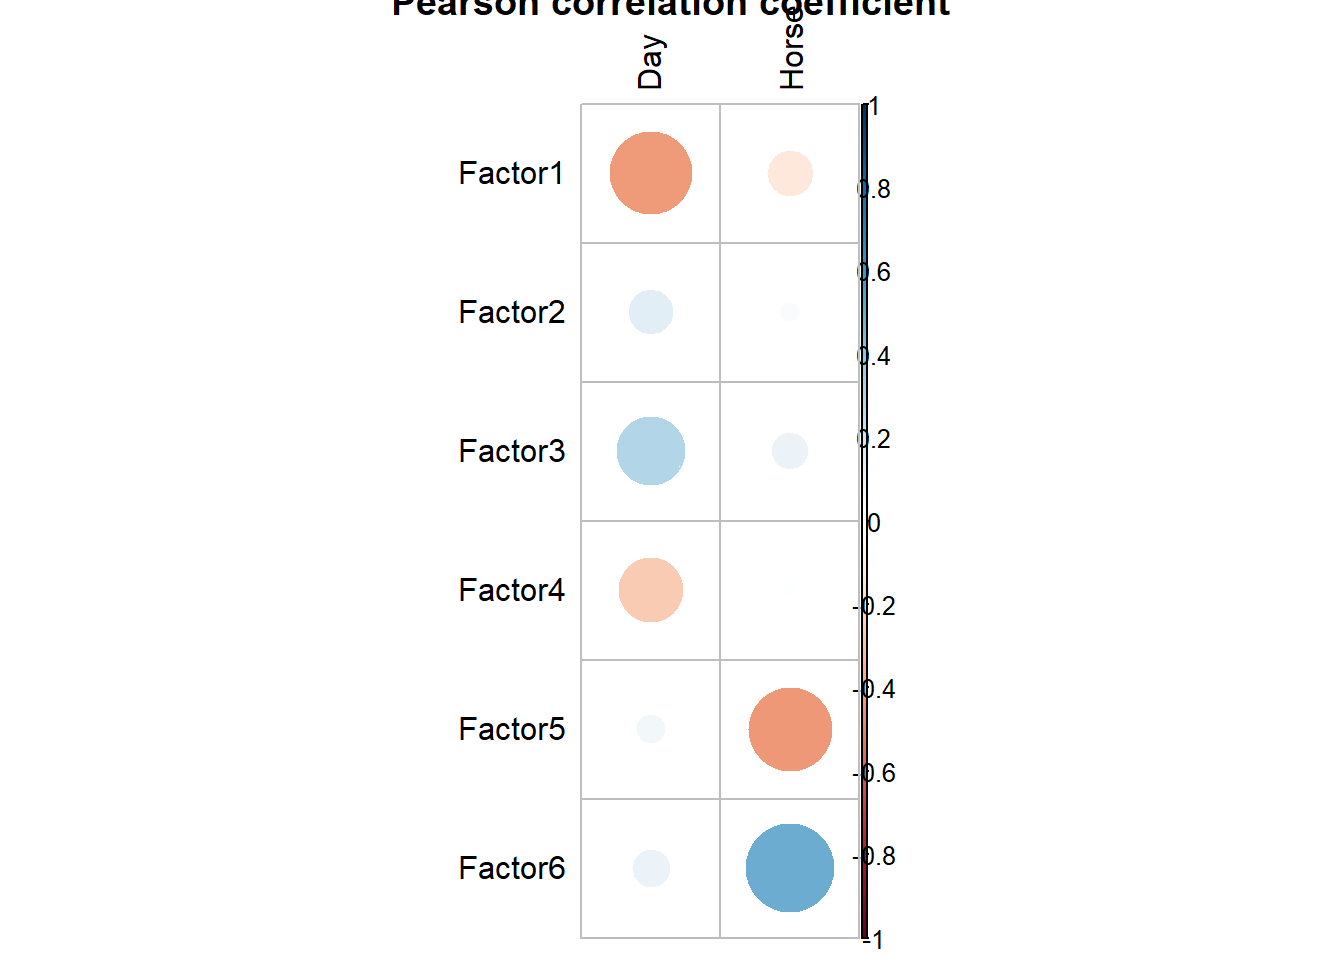 Pearson correlation coefficient
Day
Horse
Factor1
Factor2
Factor3
Factor4
Factor5
Factor6
1
0.8
0.6
0.4
0.2
0
-0.2
-0.4
-0.6
-0.8
-1